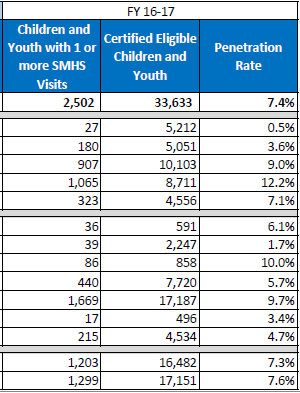 FY 16-17
Children and Youth with 1 or more SMHS Visits Certified Eligible Children and Youth Penetration Rate
2,502 33,633 7.4%
27 5,212 0.5%
180 5,051 3.6%
907 10,103 9.0%
1,065 8,711 12.2%
323 4,556 7.1%
36 591 6.1%
39 2,247 1.7%
86 858 10.0%
440 7,720 5.7%
1,669 17,187 9.7%
17 496 3.4%
215 4,534 4.7%
1,203 16,482 7.3%
1,299 17,151 7.6%